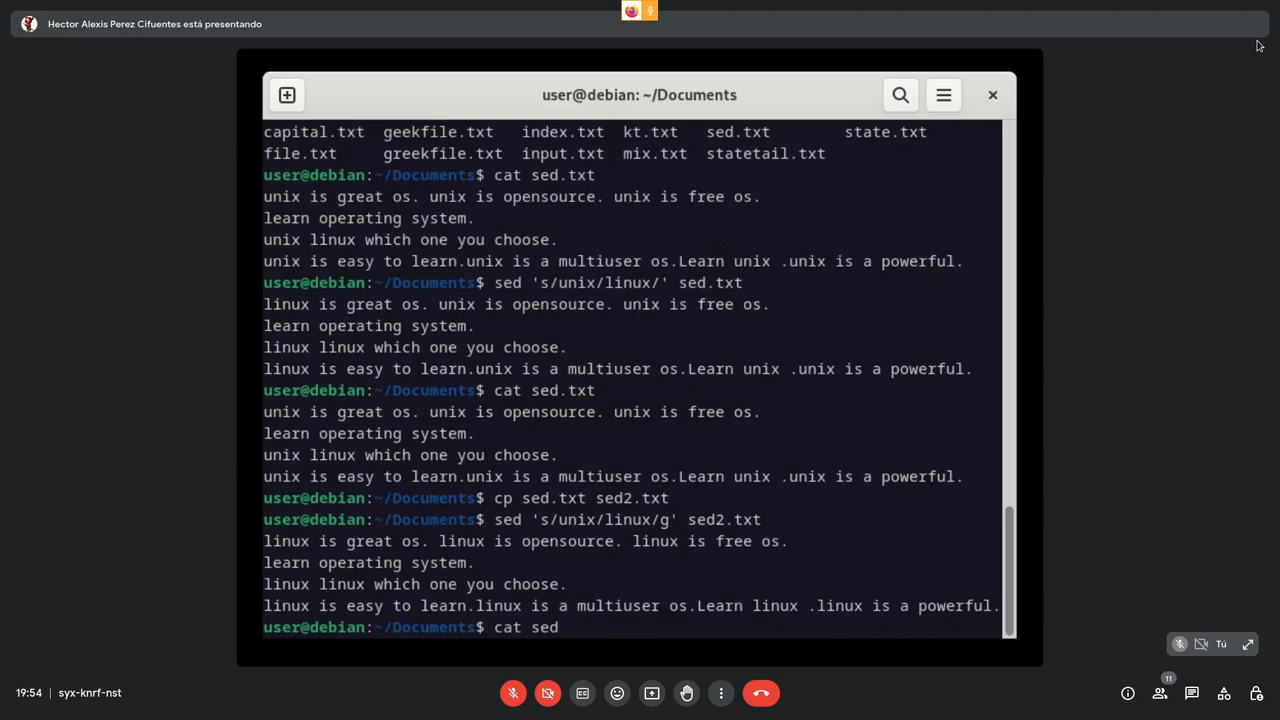 Hector Alexis Perez Cifuentes está presentando
user@debian: ~/Documents
capital.txt geekfile.txt index.txt kt.txt sed.txt state.txt
file.txt greekfile.txt input.txt mix.txt statetail.txt
user@debian:~/Documents$ cat sed.txt
unix is great os. unix is opensource. unix is free os.
learn operating system.
unix linux which one you choose.
unix is easy to learn.unix is a multiuser os.Learn unix .unix is a powerful.
user@debian:~/Documents$ sed 's/unix/linux/' sed.txt
linux is great os. unix is opensource. unix is free os.
learn operating system.
linux linux which one you choose.
linux is easy to learn.unix is a multiuser os.Learn unix .unix is a powerful.
user@debian:~/Documents$ cat sed.txt
unix is great os. unix is opensource. unix is free os.
learn operating system.
unix linux which one you choose.
unix is easy to learn.unix is a multiuser os.Learn unix .unix is a powerful.
user@debian:~/Documents$ cp sed.txt sed2.txt
user@debian:~/Documents$ sed 's/unix/linux/g' sed2.txt
linux is great os. linux is opensource. linux is free os.
learn operating system.
linux linux which one you choose.
linux is easy to learn.linux is a multiuser os.Learn linux .linux is a powerful.
user@debian:~/Documents$ cat sed
Tú
19:54 | syx-knrf-nst
11